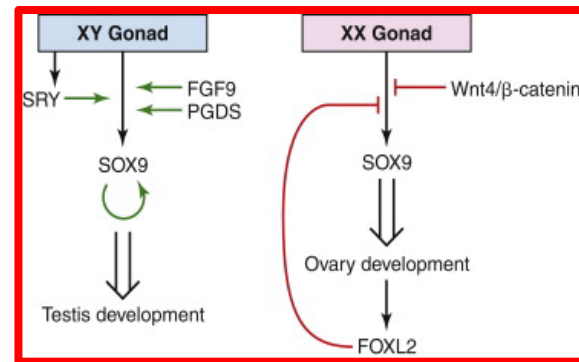 XY Gonad
SRY
FGF9
PGDS
SOX9
Testis development
XX Gonad
Wnt4/β-catenin
SOX9
Ovary development
FOXL2